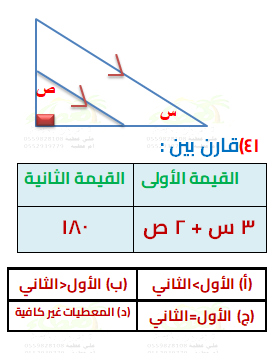 ص
س
٤١)قارن بين :
القيمة الأولى القيمة الثانية
٣ س + ٢ ص ١٨٠
(أ) الأول>الثاني (ب) الأول<الثاني
(ج) الأول=الثاني (د) المعطيات غير كافية